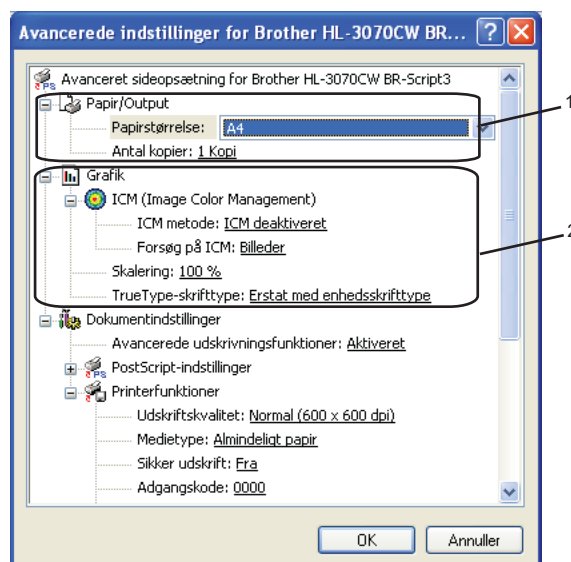 Avancerede indstillinger for Brother HL-3070CW BR...
Avanceret sideopsætning for Brother HL-3070CW BR-Script3
Papir/Output
Papirstørrelse: A4
1
Antal kopier: 1 Kopi
Grafik
ICM (Image Color Management)
ICM metode: ICM deaktiveret
2
Forsøg på ICM: Billeder
Skalering: 100 %
TrueType-skrifttype: Erstat med enhedsskrifttype
Dokumentindstillinger
Avancerede udskrivningsfunktioner: Aktiveret
PS PostScript-indstillinger
Printerfunktioner
Udskriftskvalitet: Normal (600 x 600 dpi)
Medietype: Almindeligt papir
Sikker udskrift: Fra
Adgangskode: 0000
OK
Annuller